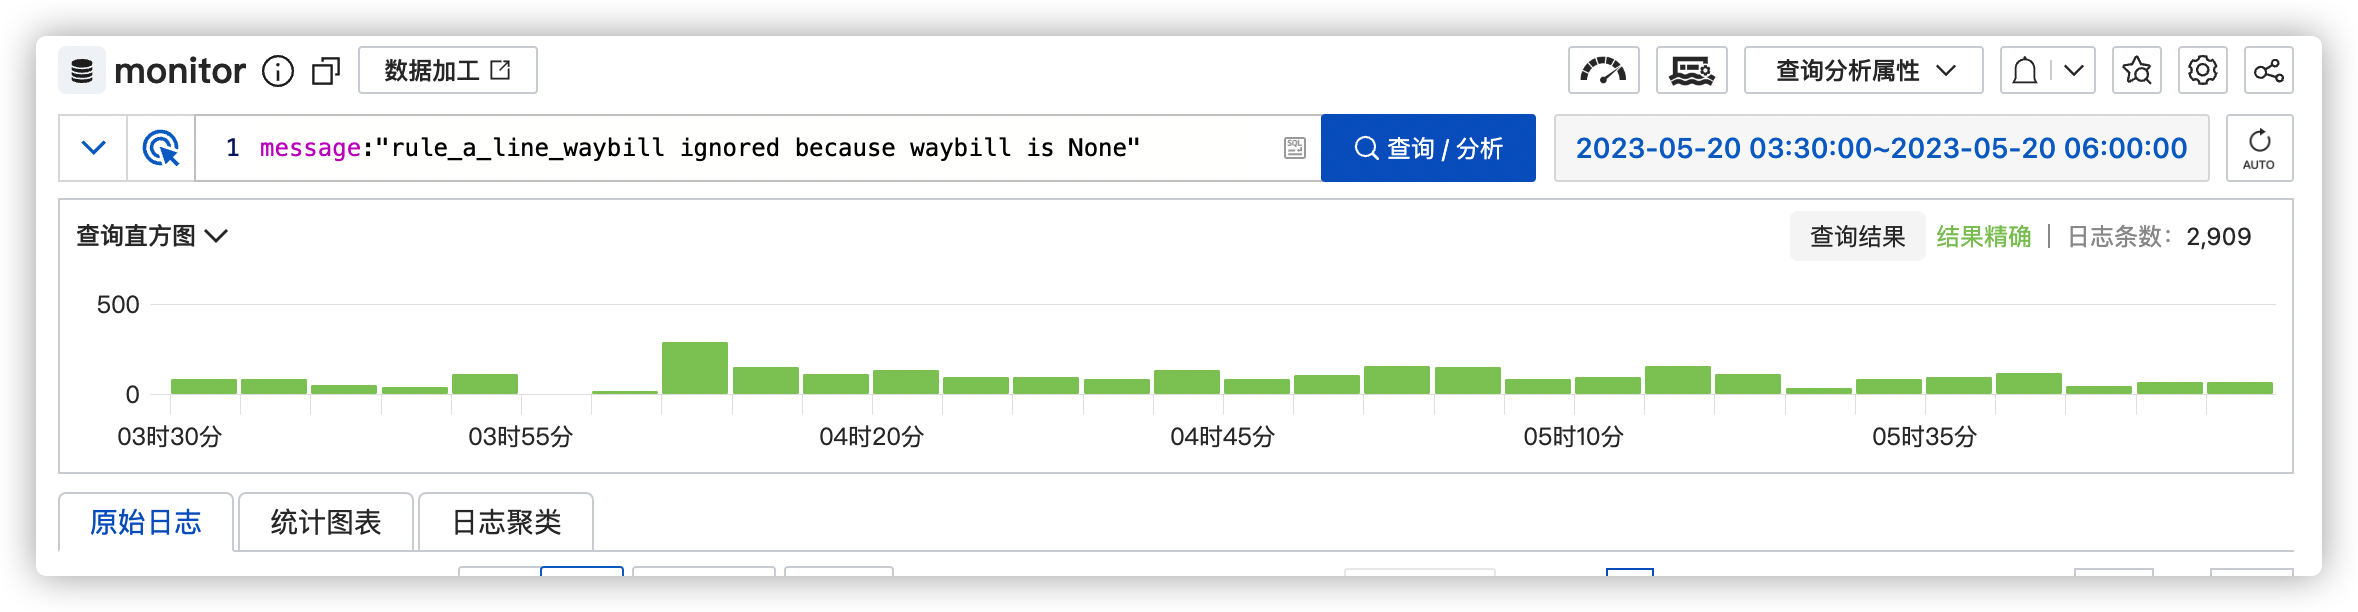 monitor 数据加工 查询分析属性
1 message:"rule_a_line_waybill ignored because waybill is None" 查询 / 分析 2023-05-20 03:30:00~2023-05-20 06:00:00 AUTO
查询直方图 查询结果 结果精确 日志条数: 2,909
500
0
03时30分 03时55分 04时20分 04时45分 05时10分 05时35分
原始日志 统计图表 日志聚类